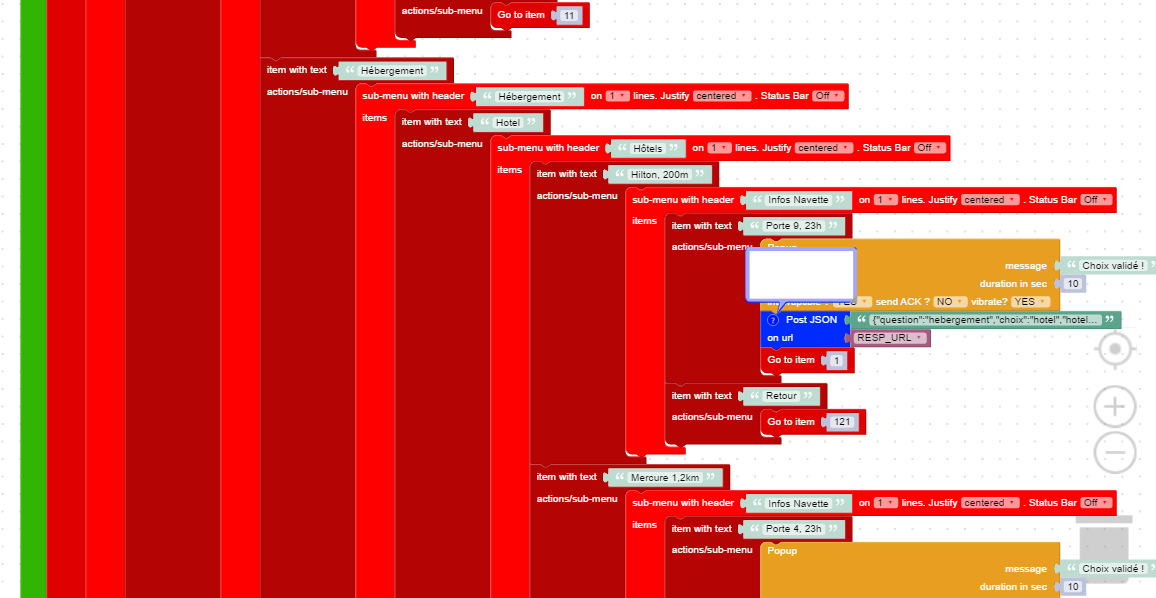 actions/sub-menu Go to item 11
item with text “ Hébergement ”
actions/sub-menu sub-menu with header “ Hébergement ” on 1 lines. Justify centered . Status Bar Off
items item with text “ Hotel ”
actions/sub-menu sub-menu with header “ Hôtels ” on 1 lines. Justify centered . Status Bar Off
items item with text “ Hilton, 200m ”
actions/sub-menu sub-menu with header “ Infos Navette ” on 1 lines. Justify centered . Status Bar Off
items item with text “ Porte 9, 23h ”
actions/sub-menu
message “ Choix validé ! ”
duration in sec 10
send ACK ? NO vibrate? YES
? Post JSON “ {"question":"hebergement","choix":"hotel","hotel... ”
on url RESP_URL
Go to item 1
item with text “ Retour ”
actions/sub-menu Go to item 121
item with text “ Mercure 1,2km ”
actions/sub-menu sub-menu with header “ Infos Navette ” on 1 lines. Justify centered . Status Bar Off
items item with text “ Porte 4, 23h ”
actions/sub-menu Popup
message “ Choix validé ! ”
duration in sec 10